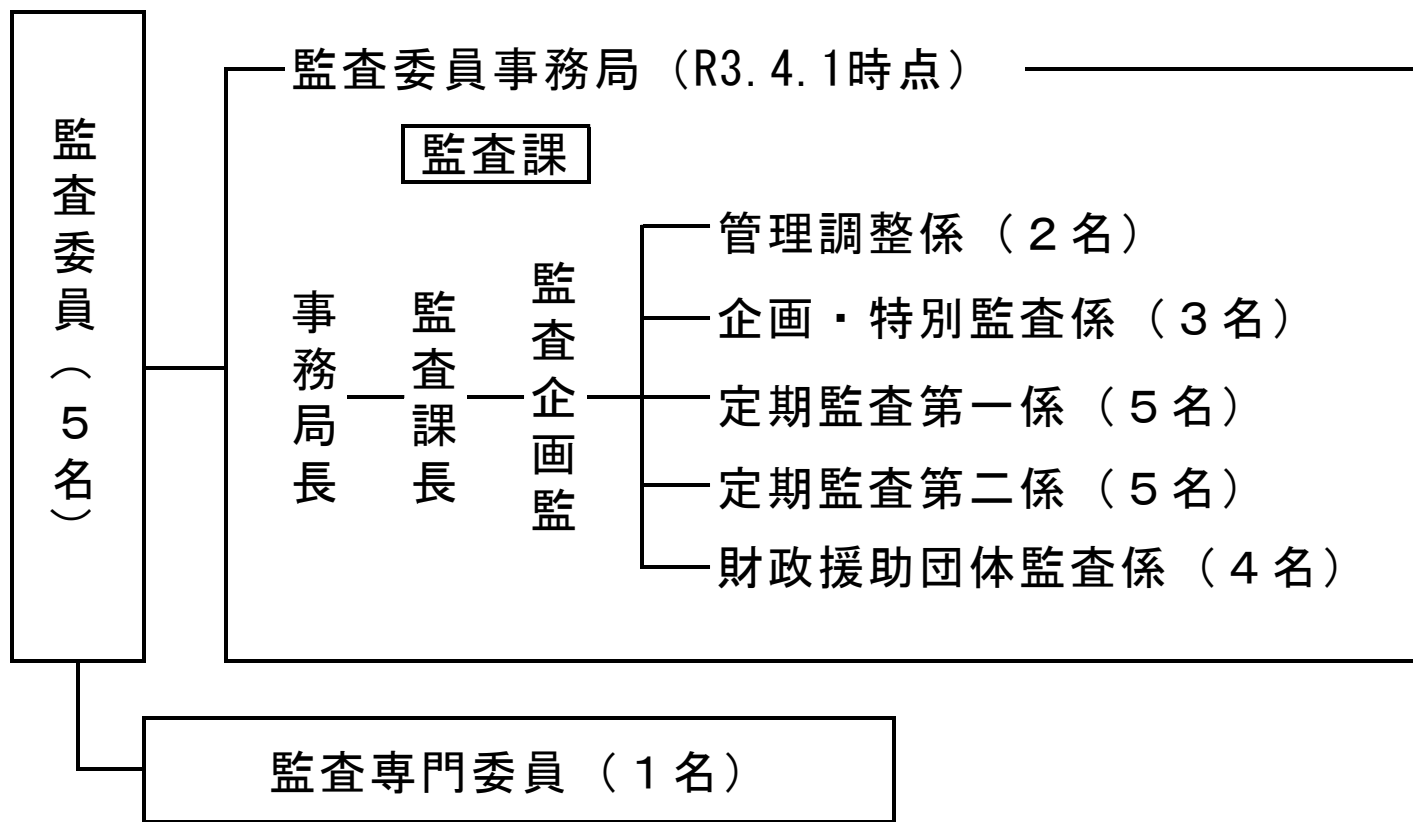 監査委員（５名）
監査委員事務局（R3.4.1時点）
監査課
事務局長
監査課長
監査企画監
管理調整係（２名）
企画・特別監査係（３名）
定期監査第一係（５名）
定期監査第二係（５名）
財政援助団体監査係（４名）
監査専門委員（１名）